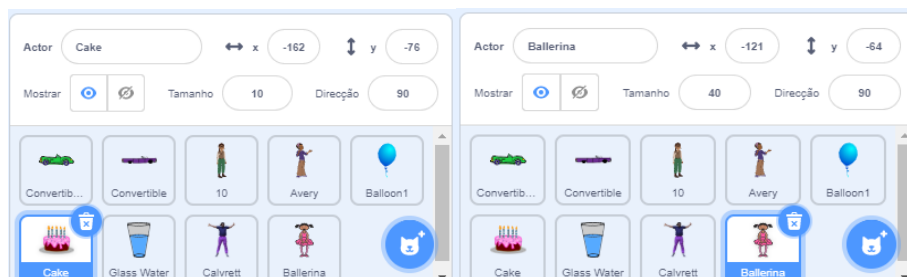 Actor Cake x -162 y -76
Mostrar Tamanho 10 Direcção 90
Convertib... Convertible 10 Avery Balloon1
Cake Glass Water Calvrett Ballerina
Actor Ballerina x -121 y -64
Mostrar Tamanho 40 Direcção 90
Convertib... Convertible 10 Avery Balloon1
Cake Glass Water Calvrett Ballerina